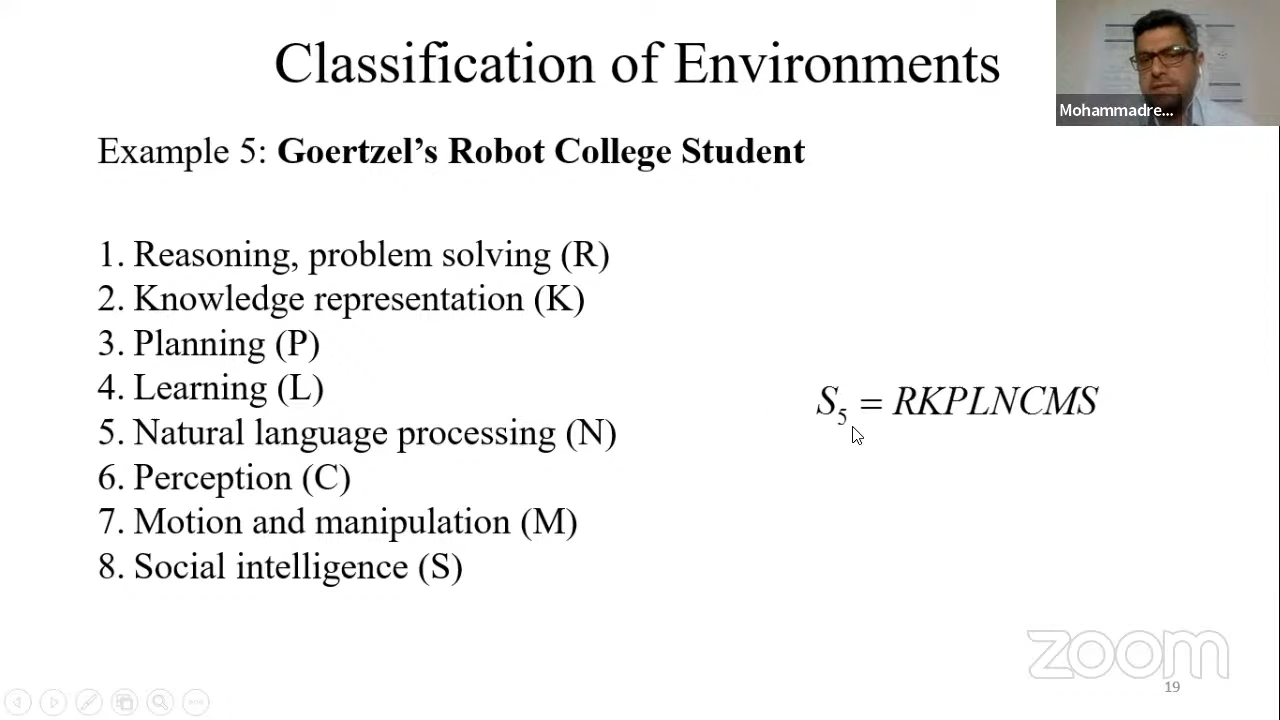 Classification of Environments
Mohammadre...
Example 5: Goertzel's Robot College Student
1. Reasoning, problem solving (R)
2. Knowledge representation (K)
3. Planning (P)
4. Learning (L)
5. Natural language processing (N)
6. Perception (C)
7. Motion and manipulation (M)
8. Social intelligence (S)
S5 = RKPLNCMS
zoom
19